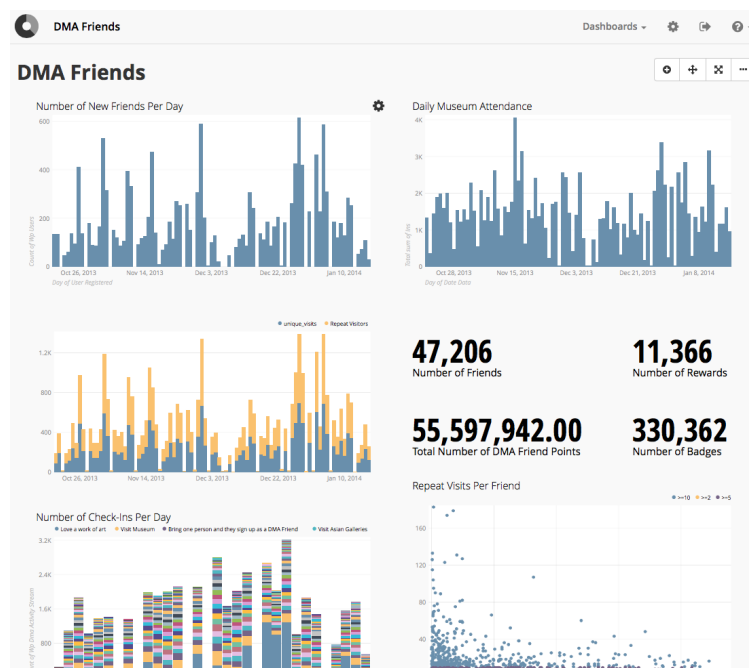 DMA Friends
Dashboards
DMA Friends
Number of New Friends Per Day
600
400
200
0
Count of Wp Users
Oct 26, 2013 Nov 14, 2013 Dec 3, 2013 Dec 22, 2013 Jan 10, 2014
Day of User Registered
Daily Museum Attendance
4K
3K
2K
1K
0
Oct 28, 2013 Nov 15, 2013 Dec 3, 2013 Dec 21, 2013 Jan 8, 2014
Day of Date Data
unique_visits Repeat Visitors
1.2K
800
400
0
Oct 26, 2013 Nov 14, 2013 Dec 3, 2013 Dec 22, 2013 Jan 10, 2014
47,206
Number of Friends
11,366
Number of Rewards
55,597,942.00
Total Number of DMA Friend Points
330,362
Number of Badges
Number of Check-Ins Per Day
Love a work of art Visit Museum Bring one person and they sign up as a DMA Friend Visit Asian Galleries
3.2K
2.4K
1.6K
800
Repeat Visits Per Friend
>=10 >=2 >=5
160
120
80
40